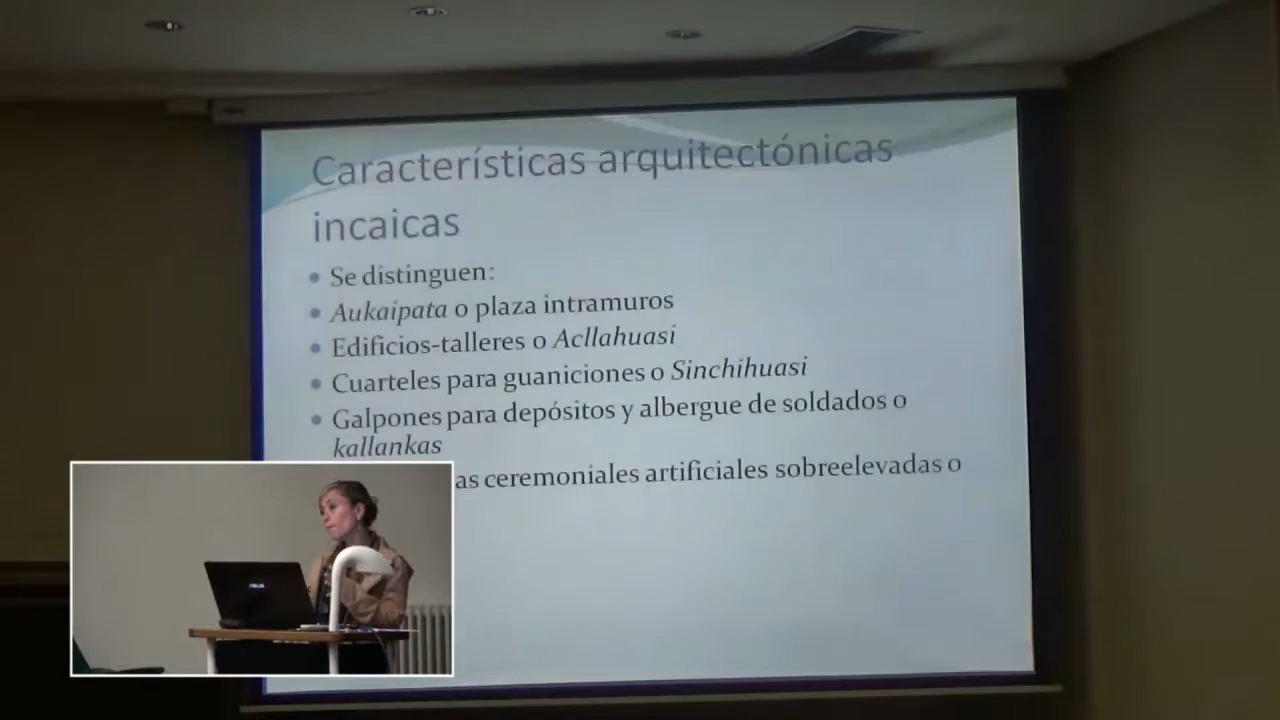 Características arquitectónicas
incaicas
Se distinguen:
Aukaipata o plaza intramuros
Edificios-talleres o Acllahuasi
Cuarteles para guaniciones o Sinchihuasi
Galpones para depósitos y albergue de soldados o
kallankas
as ceremoniales artificiales sobreelevadas o
ASUS